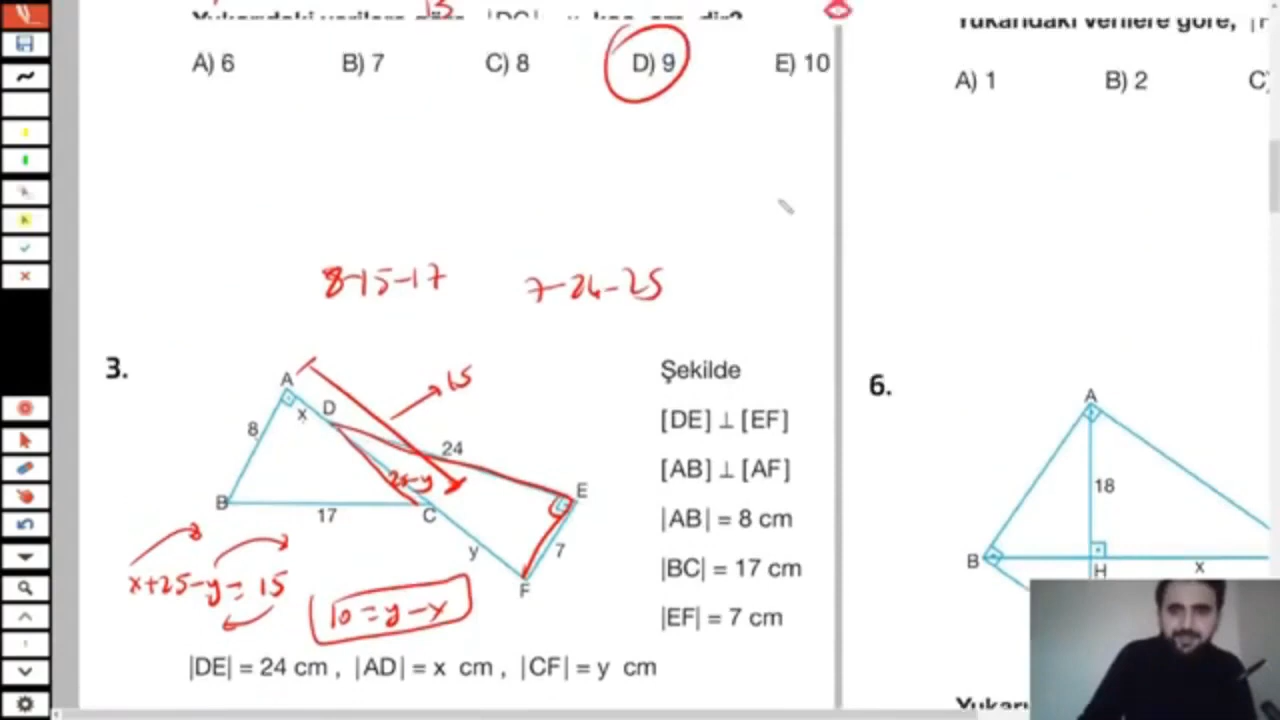 A) 6 B) 7 C) 8 D) 9 E) 10
8-15-17 7-24-25
3.
A
D
x
8
15
24
25-y
B
17
C
E
y
7
F
x+25-y=15
10=y-x
Şekilde
[DE] ⊥ [EF]
[AB] ⊥ [AF]
|AB| = 8 cm
|BC| = 17 cm
|EF| = 7 cm
|DE| = 24 cm , |AD| = x cm , |CF| = y cm
Yukarıdaki verilere göre,
A) 1 B) 2
6.
A
18
B
H
x